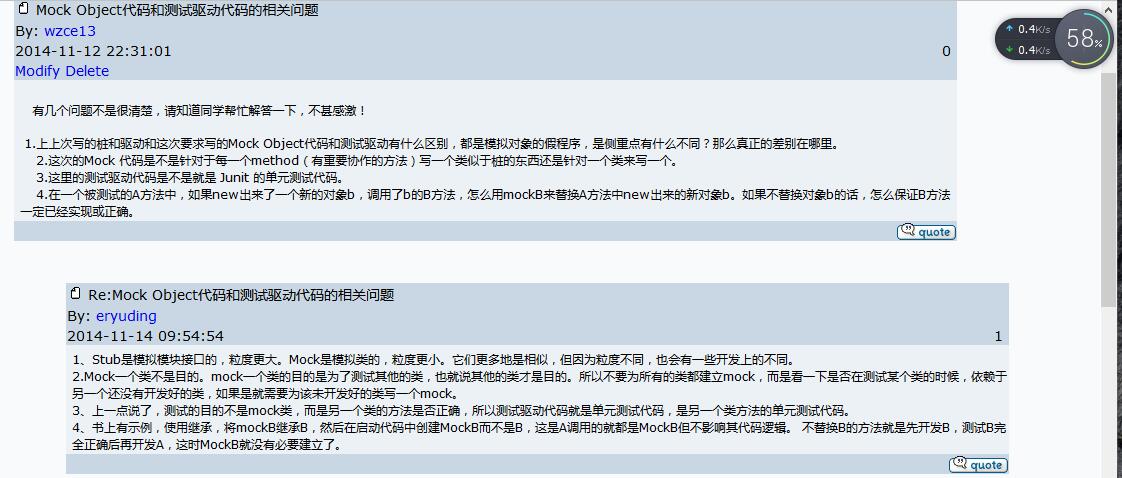 Mock Object代码和测试驱动代码的相关问题
By: wzce13
2014-11-12 22:31:01 0
Modify Delete
有几个问题不是很清楚，请知道同学帮忙解答一下，不甚感激！
1.上上次写的桩和驱动和这次要求写的Mock Object代码和测试驱动有什么区别，都是模拟对象的假程序，是侧重点有什么不同？那么真正的差别在哪里。
2.这次的Mock 代码是不是针对于每一个method（有重要协作的方法）写一个类似于桩的东西还是针对一个类来写一个。
3.这里的测试驱动代码是不是就是 Junit 的单元测试代码。
4.在一个被测试的A方法中，如果new出来了一个新的对象b，调用了b的B方法，怎么用mockB来替换A方法中new出来的新对象b。如果不替换对象b的话，怎么保证B方法
一定已经实现或正确。
quote
Re:Mock Object代码和测试驱动代码的相关问题
By: eryuding
2014-11-14 09:54:54 1
1、Stub是模拟模块接口的，粒度更大。Mock是模拟类的，粒度更小。它们更多地是相似，但因为粒度不同，也会有一些开发上的不同。
2.Mock一个类不是目的。mock一个类的目的是为了测试其他的类，也就说其他的类才是目的。所以不要为所有的类都建立mock，而是看一下是否在测试某个类的时候，依赖于
另一个还没有开发好的类，如果是就需要为该未开发好的类写一个mock。
3、上一点说了，测试的目的不是mock类，而是另一个类的方法是否正确，所以测试驱动代码就是单元测试代码，是另一个类方法的单元测试代码。
4、书上有示例，使用继承，将mockB继承B，然后在启动代码中创建MockB而不是B，这是A调用的就都是MockB但不影响其代码逻辑。 不替换B的方法就是先开发B，测试B完
全正确后再开发A，这时MockB就没有必要建立了。
quote
0.4K/s
0.4K/s
58%